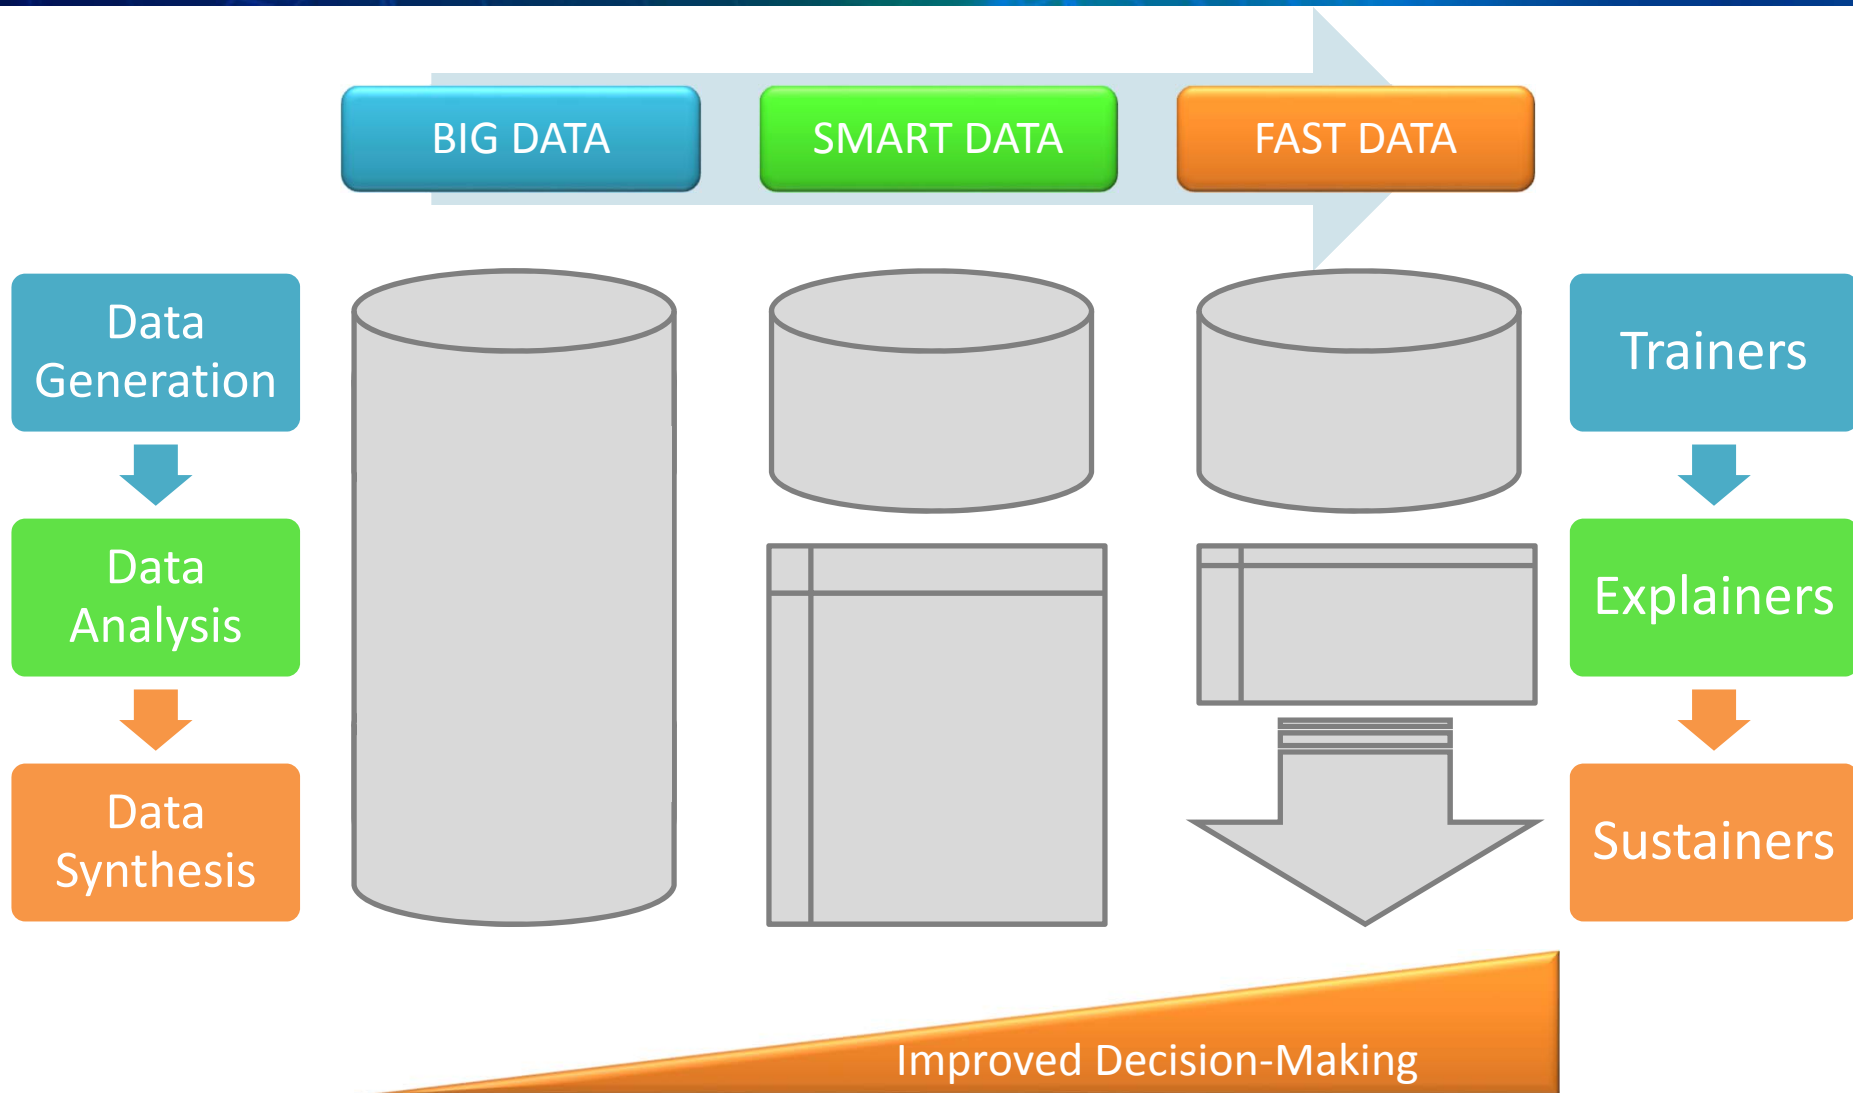 BIG DATA
SMART DATA
FAST DATA
Data
Generation
Data
Analysis
Data
Synthesis
Trainers
Explainers
Sustainers
Improved Decision-Making